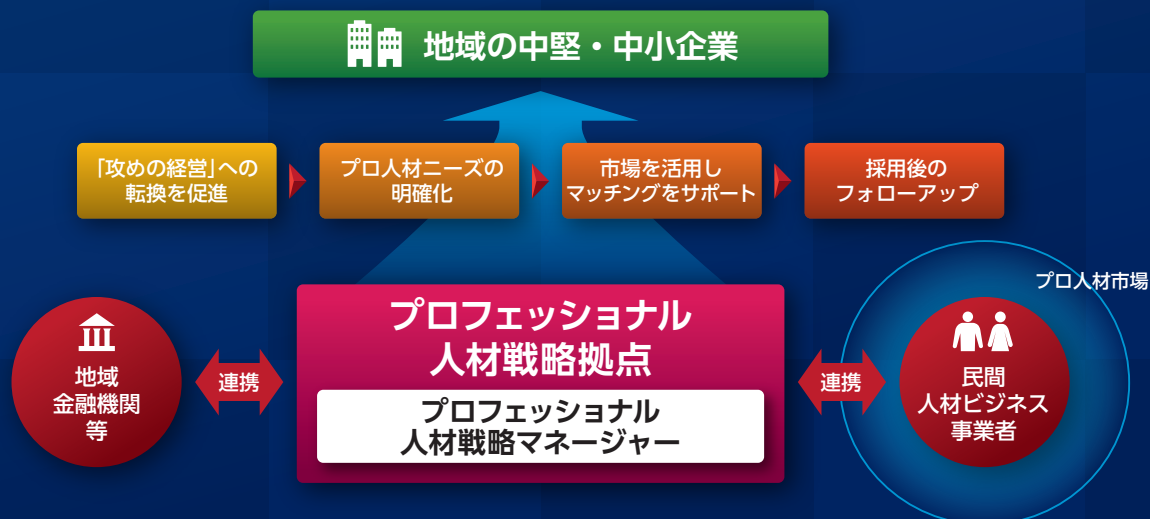 地域の中堅・中小企業
「攻めの経営」への
転換を促進
プロ人材ニーズの
明確化
市場を活用し
マッチングをサポート
採用後の
フォローアップ
プロ人材市場
地域
金融機関
等
連携
プロフェッショナル
人材戦略拠点
プロフェッショナル
人材戦略マネージャー
連携
民間
人材ビジネス
事業者